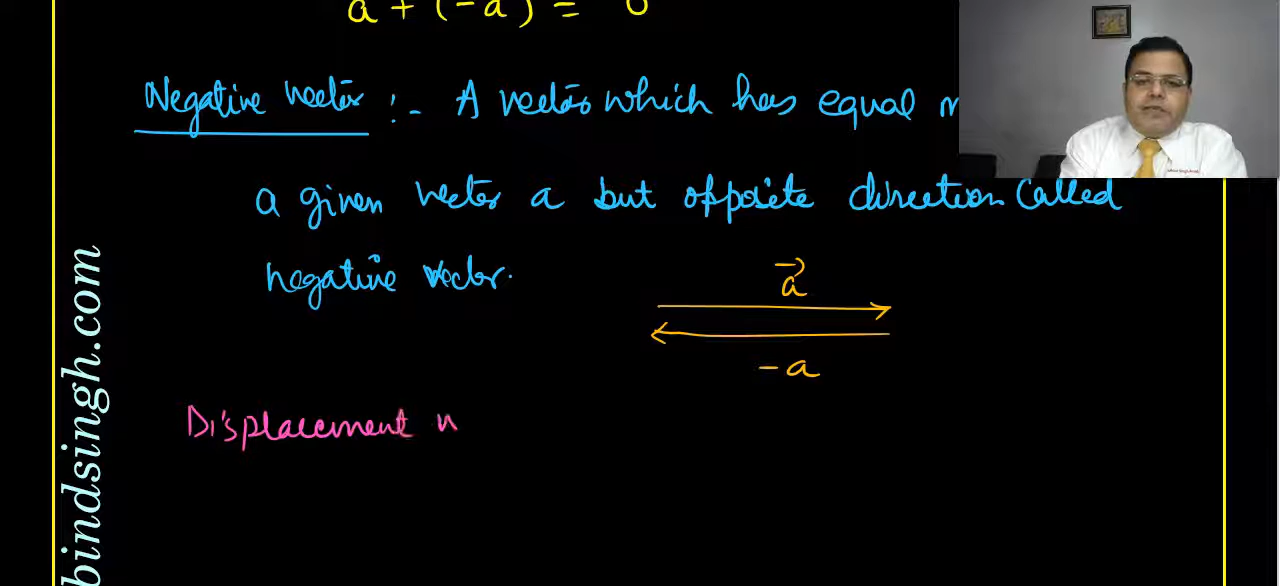 a + (-a) = 0
Negative vector :- A vector which has equal m
a given vector a but opposite direction called
negative vector.
a⃗
-a
Displacement v
bindsingh.com